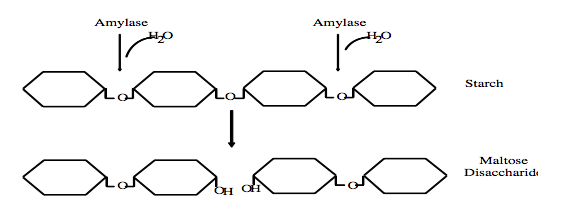 Amylase Amylase
H2O H2O
O O O Starch
Maltose
Disaccharide
O OH OH O